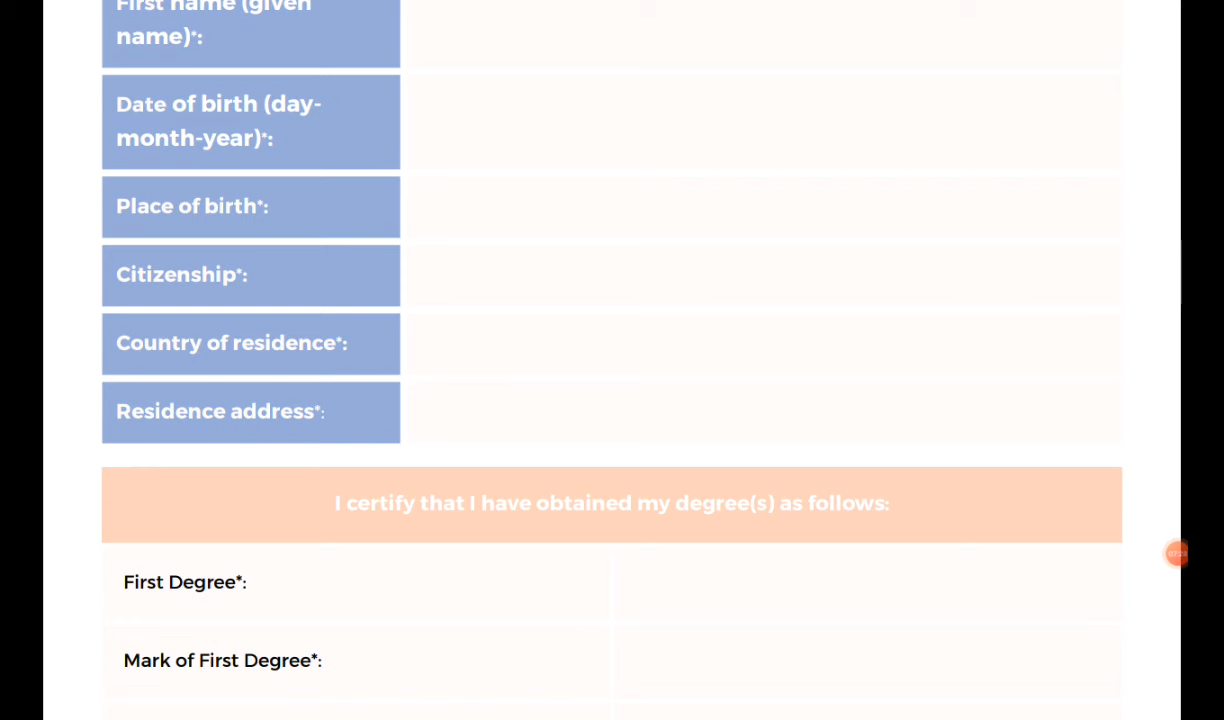 First name (given
name)*:
Date of birth (day-
month-year)*:
Place of birth*:
Citizenship*:
Country of residence*:
Residence address*:
I certify that I have obtained my degree(s) as follows:
First Degree*:
Mark of First Degree*: